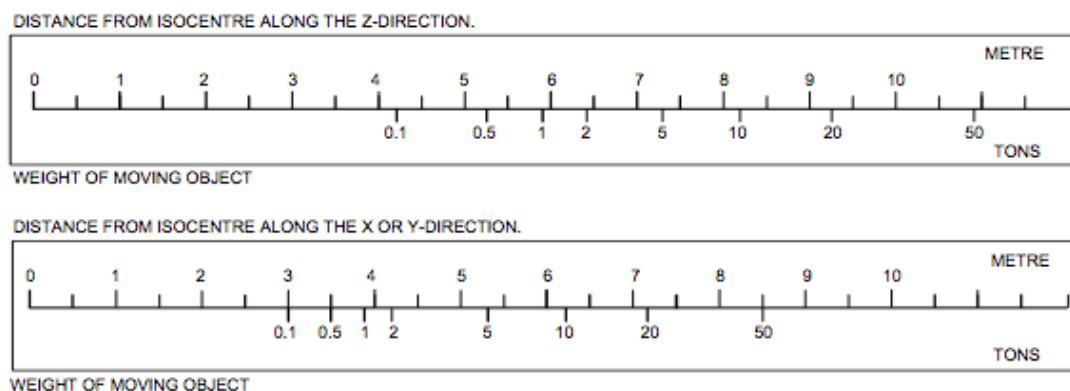 DISTANCE FROM ISOCENTRE ALONG THE Z-DIRECTION.
METRE
0 1 2 3 4 5 6 7 8 9 10
0.1 0.5 1 2 5 10 20 50
TONS
WEIGHT OF MOVING OBJECT
DISTANCE FROM ISOCENTRE ALONG THE X OR Y-DIRECTION.
METRE
0 1 2 3 4 5 6 7 8 9 10
0.1 0.5 1 2 5 10 20 50
TONS
WEIGHT OF MOVING OBJECT